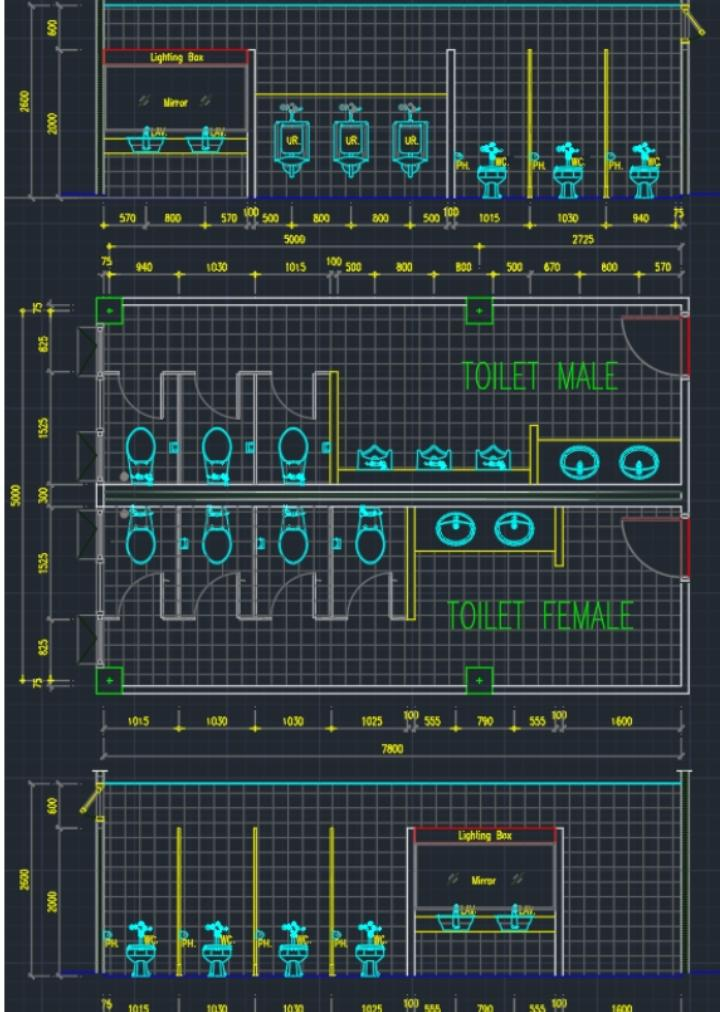 600
2600
2000
Lighting Box
Mirror
LAV. LAV.
UR. UR. UR.
PH. WC. PH. WC. PH. WC.
570 800 570 100 500 800 800 500 100 1015 1030 940 75
5000 2725
75 940 1030 1015 100 500 800 800 500 670 800 570
75
625
1525
300
5000
1525
825
75
TOILET MALE
TOILET FEMALE
1015 1030 1030 1025 100 555 790 555 100 1600
7800
600
2600
2000
Lighting Box
Mirror
LAV. LAV.
PH. WC. PH. WC. PH. WC. PH. WC.
75 1015 1030 1030 1025 100 555 790 555 100 1600